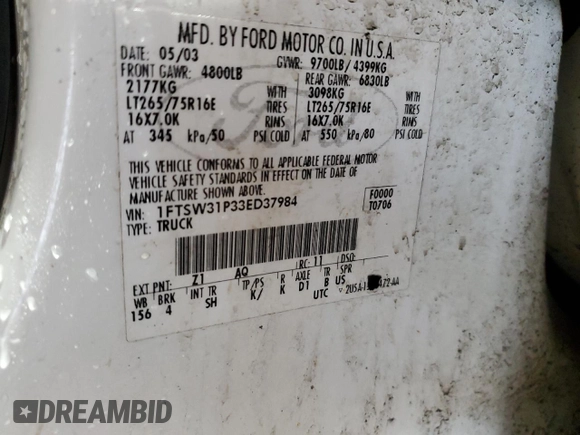 MFD. BY FORD MOTOR CO. IN U.S.A.
DATE 05/03 GVWR: 9700LB / 4399KG
FRONT GAWR: 4800LB REAR GAWR: 6830LB
2177KG WITH 3098KG WITH
LT265/75R16E TIRES LT265/75R16E TIRES
16X7.0K RIMS 16X7.0K RIMS
AT 345 kPa/50 PSI COLD AT 550 kPa/80 PSI COLD
Ford
THIS VEHICLE CONFORMS TO ALL APPLICABLE FEDERAL MOTOR
VEHICLE SAFETY STANDARDS IN EFFECT ON THE DATE OF
MANUFACTURE SHOWN ABOVE.
VIN: 1FTSW31P33ED37984 F0000
TYPE: TRUCK T0706
EXT PNT: Z1 AQ RC: 11 DSO:
WB BRK INT TR TP/PS R AXLE TR SPR
156 4 SH K/ K D1 B US
UTC
DREAMBID